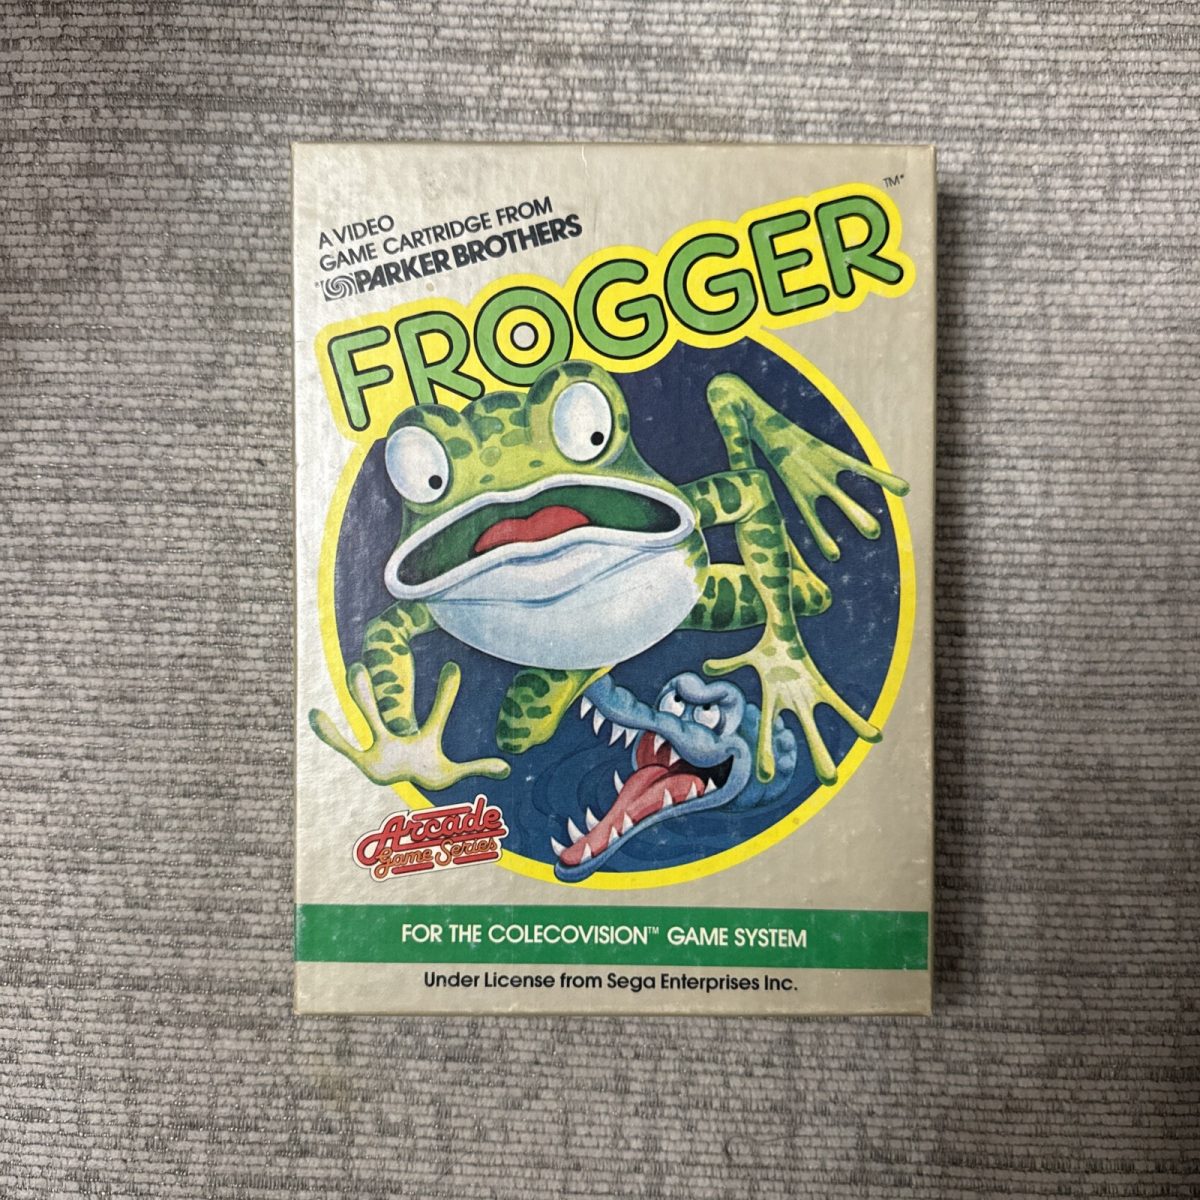 A VIDEO
GAME CARTRIDGE FROM
PARKER BROTHERS
FROGGER
TM*
Arcade
Game Series
FOR THE COLECOVISION™ GAME SYSTEM
Under License from Sega Enterprises Inc.